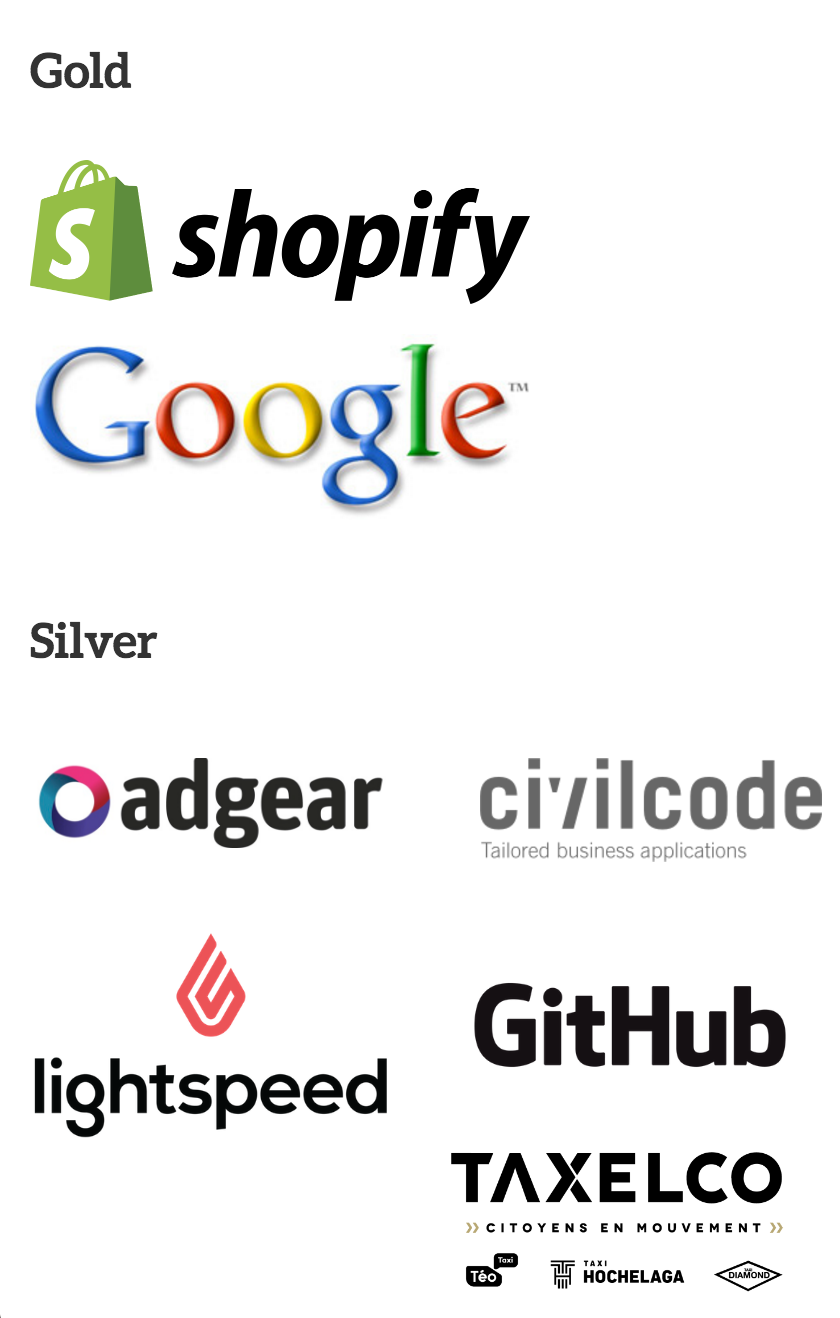 Gold
S shopify
Google™
Silver
adgear
civilcode
Tailored business applications
lightspeed
GitHub
TAXELCO
›› CITOYENS EN MOUVEMENT ››
Téo Taxi
TAXI
HOCHELAGA
TAXI
DIAMOND